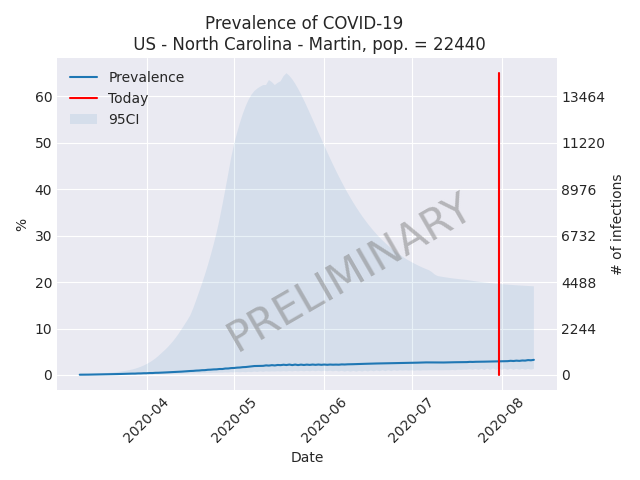 Prevalence of COVID-19
US - North Carolina - Martin, pop. = 22440
Prevalence
Today
95CI
60
50
40
30
20
10
0
%
13464
11220
8976
6732
4488
2244
0
# of infections
PRELIMINARY
2020-04
2020-05
2020-06
2020-07
2020-08
Date